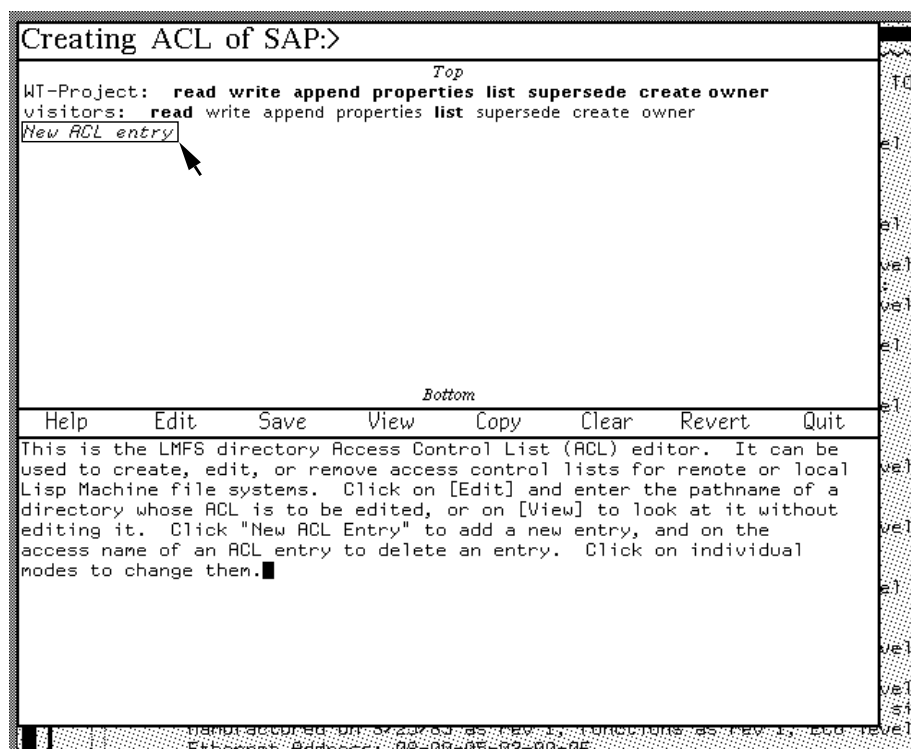 Creating ACL of SAP:>
Top
WT-Project: read write append properties list supersede create owner
visitors: read write append properties list supersede create owner
New ACL entry
Bottom
Help Edit Save View Copy Clear Revert Quit
This is the LMFS directory Access Control List (ACL) editor. It can be
used to create, edit, or remove access control lists for remote or local
Lisp Machine file systems. Click on [Edit] and enter the pathname of a
directory whose ACL is to be edited, or on [View] to look at it without
editing it. Click "New ACL Entry" to add a new entry, and on the
access name of an ACL entry to delete an entry. Click on individual
modes to change them.